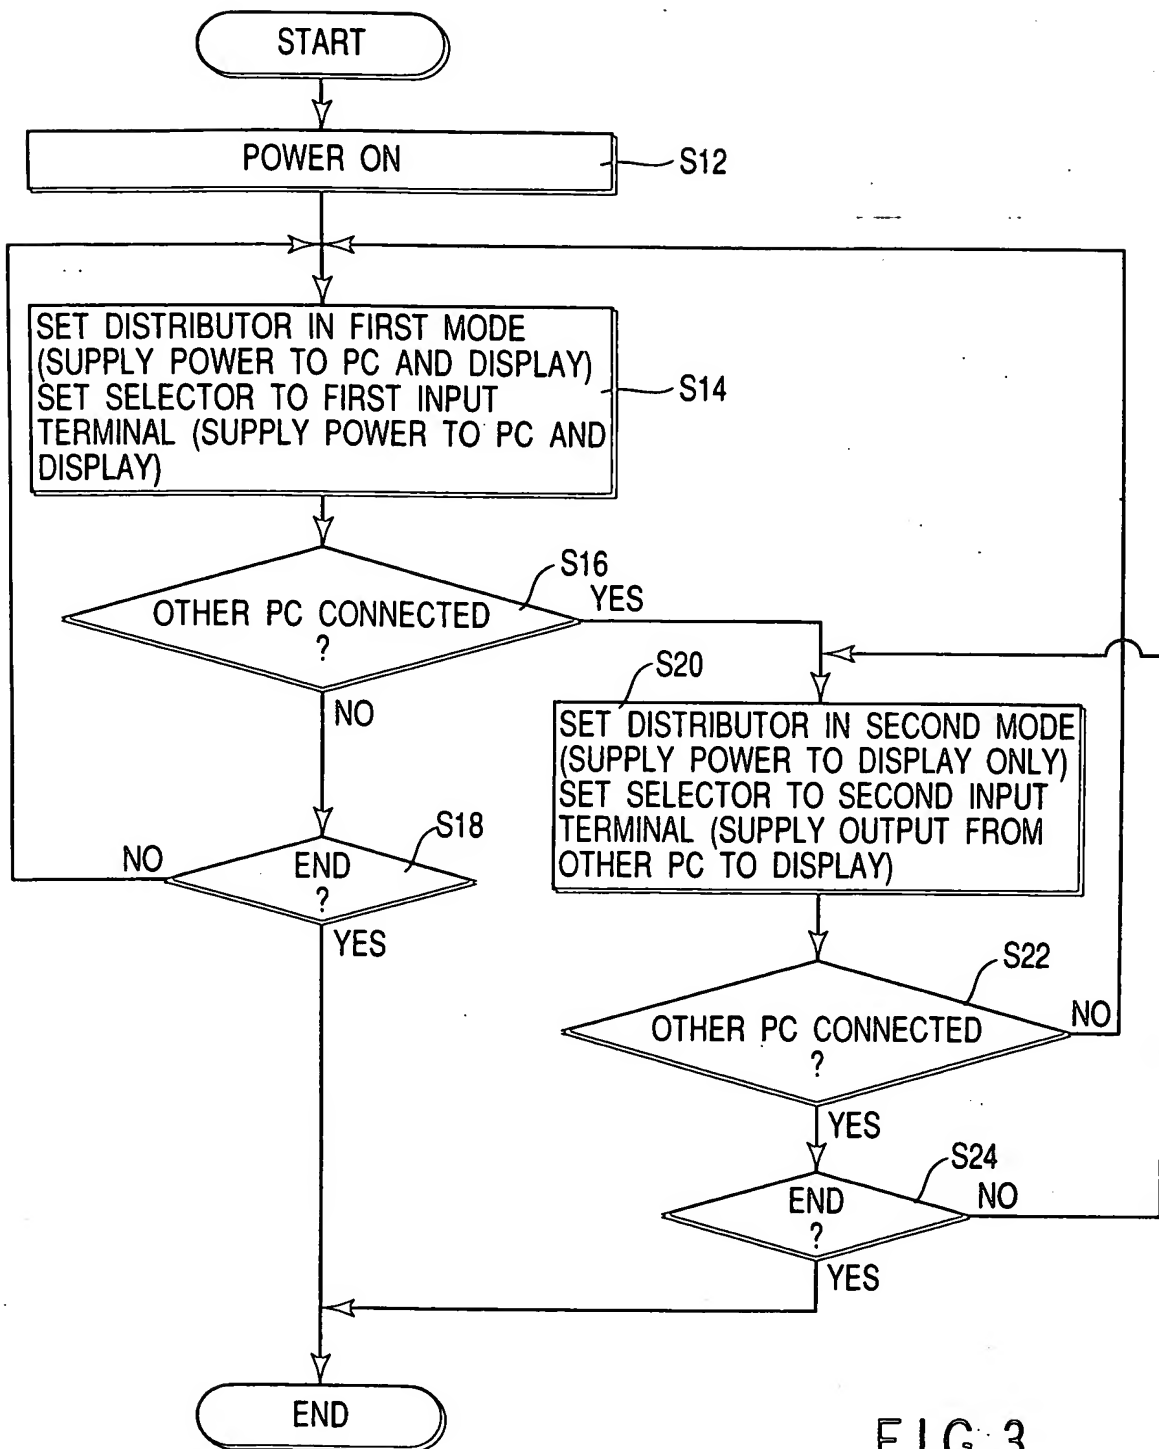 START
POWER ON
S12
SET DISTRIBUTOR IN FIRST MODE
(SUPPLY POWER TO PC AND DISPLAY)
SET SELECTOR TO FIRST INPUT
TERMINAL (SUPPLY POWER TO PC AND
DISPLAY)
S14
S16
OTHER PC CONNECTED
?
YES
NO
S20
SET DISTRIBUTOR IN SECOND MODE
(SUPPLY POWER TO DISPLAY ONLY)
SET SELECTOR TO SECOND INPUT
TERMINAL (SUPPLY OUTPUT FROM
OTHER PC TO DISPLAY)
S18
NO
END
?
YES
S22
OTHER PC CONNECTED
?
NO
YES
S24
END
?
NO
YES
END
FIG. 3